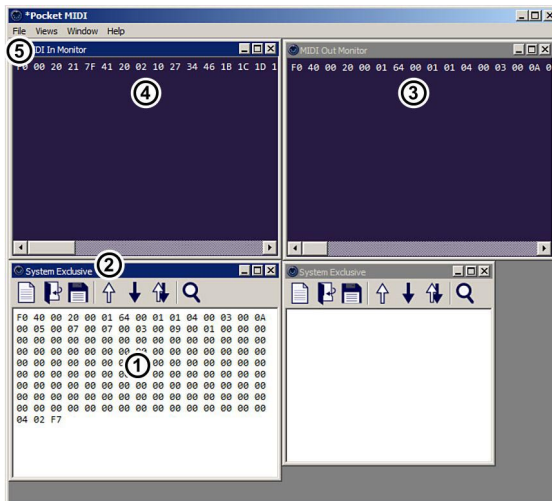 *Pocket MIDI
File Views Window Help
⑤ MIDI In Monitor
F0 00 20 21 7F 41 20 02 10 27 34 46 1B 1C 1D 1
④
MIDI Out Monitor
F0 40 00 20 00 01 64 00 01 01 04 00 03 00 0A 0
③
System Exclusive ②
F0 40 00 20 00 01 64 00 01 01 04 00 03 00 0A
00 05 00 07 00 07 00 03 00 09 00 01 00 00 00
00 00 00 00 00 00 00 00 00 00 00 00 00 00 00
00 00 00 00 00 00 ① 00 00 00 00 00 00 00
00 00 00 00 00 00 00 00 00 00 00 00 00 00
00 00 00 00 00 00 00 00 00 00 00 00 00 00 00
00 00 00 00 00 00 00 00 00 00 00 00 00 00 00
00 00 00 00 00 00 00 00 00 00 00 00 00 00 00
00 00 00 00 00 00 00 00 00 00 00 00 00 00 00
04 02 F7
System Exclusive